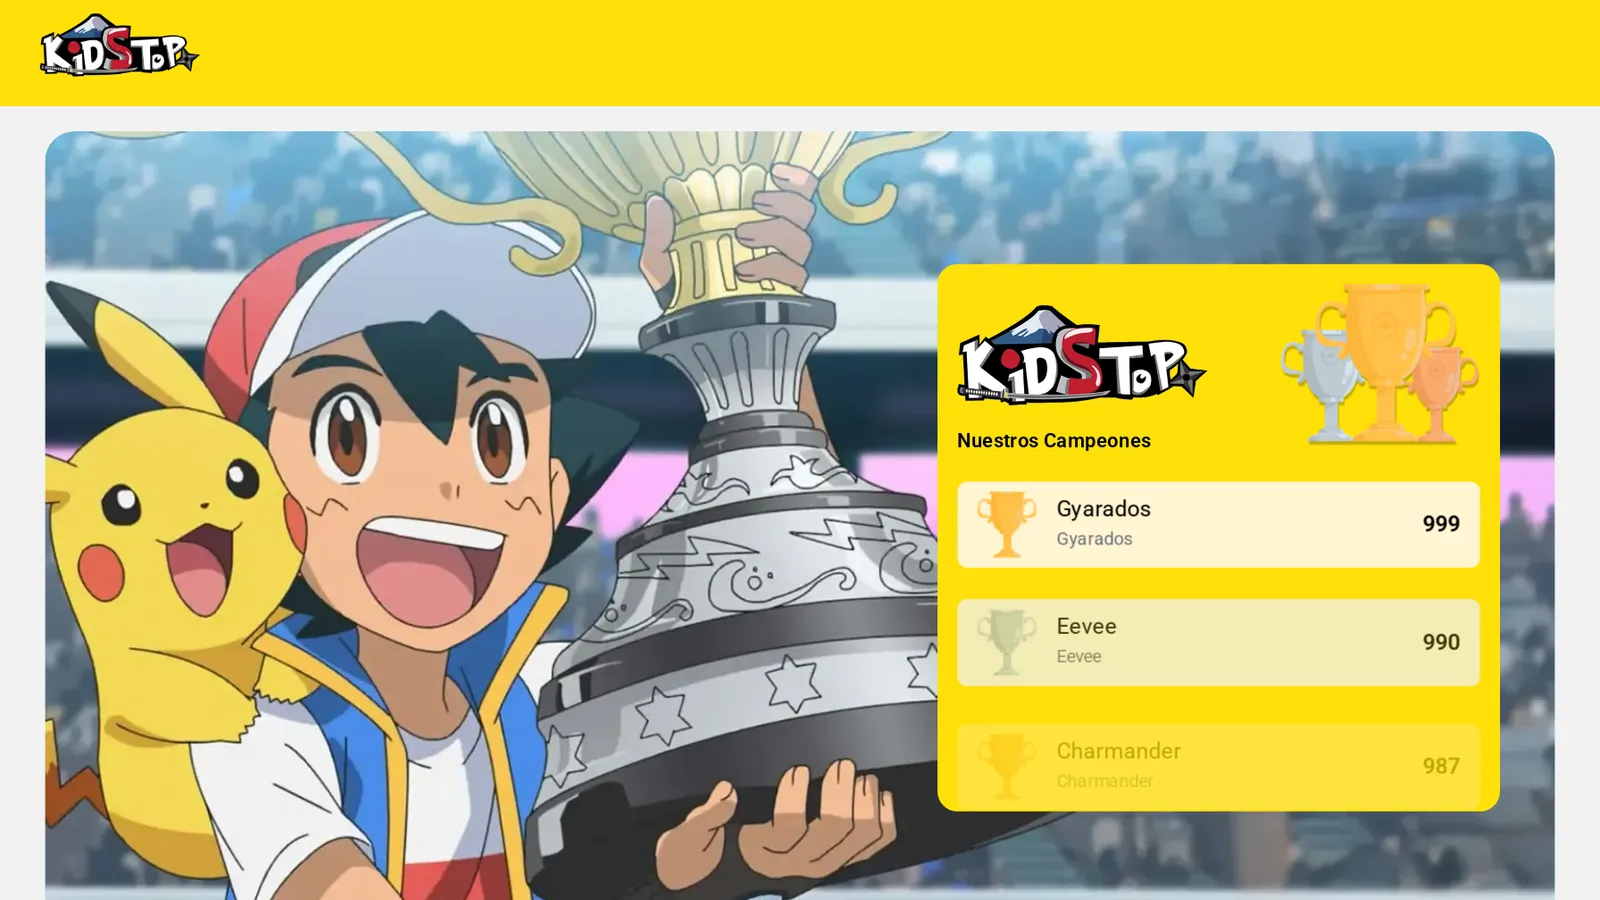 KidSToP
KidSToP
Nuestros Campeones
Gyarados
Gyarados
999
Eevee
Eevee
990
Charmander
Charmander
987